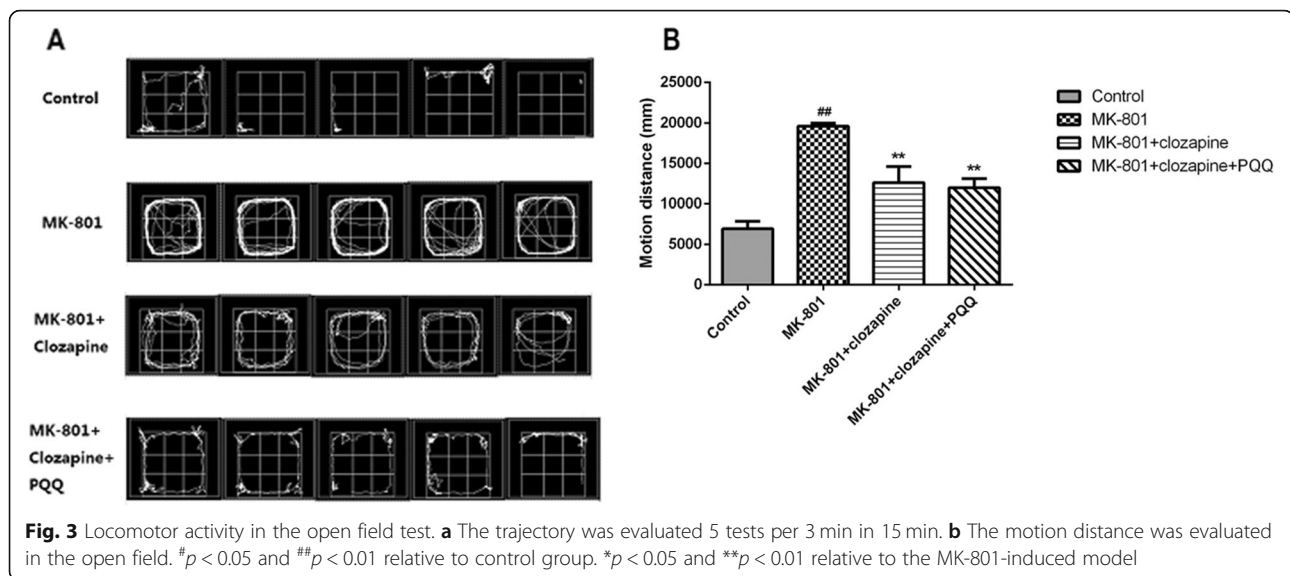 A
Control
MK-801
MK-801+
Clozapine
MK-801+
Clozapine+
PQQ
B
Motion distance (mm)
25000
20000
15000
10000
5000
0
##
**
**
Control
MK-801
MK-801+clozapine
MK-801+clozapine+PQQ
Control
MK-801
MK-801+clozapine
MK-801+clozapine+PQQ
Fig. 3 Locomotor activity in the open field test. a The trajectory was evaluated 5 tests per 3 min in 15 min. b The motion distance was evaluated
in the open field. #p < 0.05 and ##p < 0.01 relative to control group. *p < 0.05 and **p < 0.01 relative to the MK-801-induced model